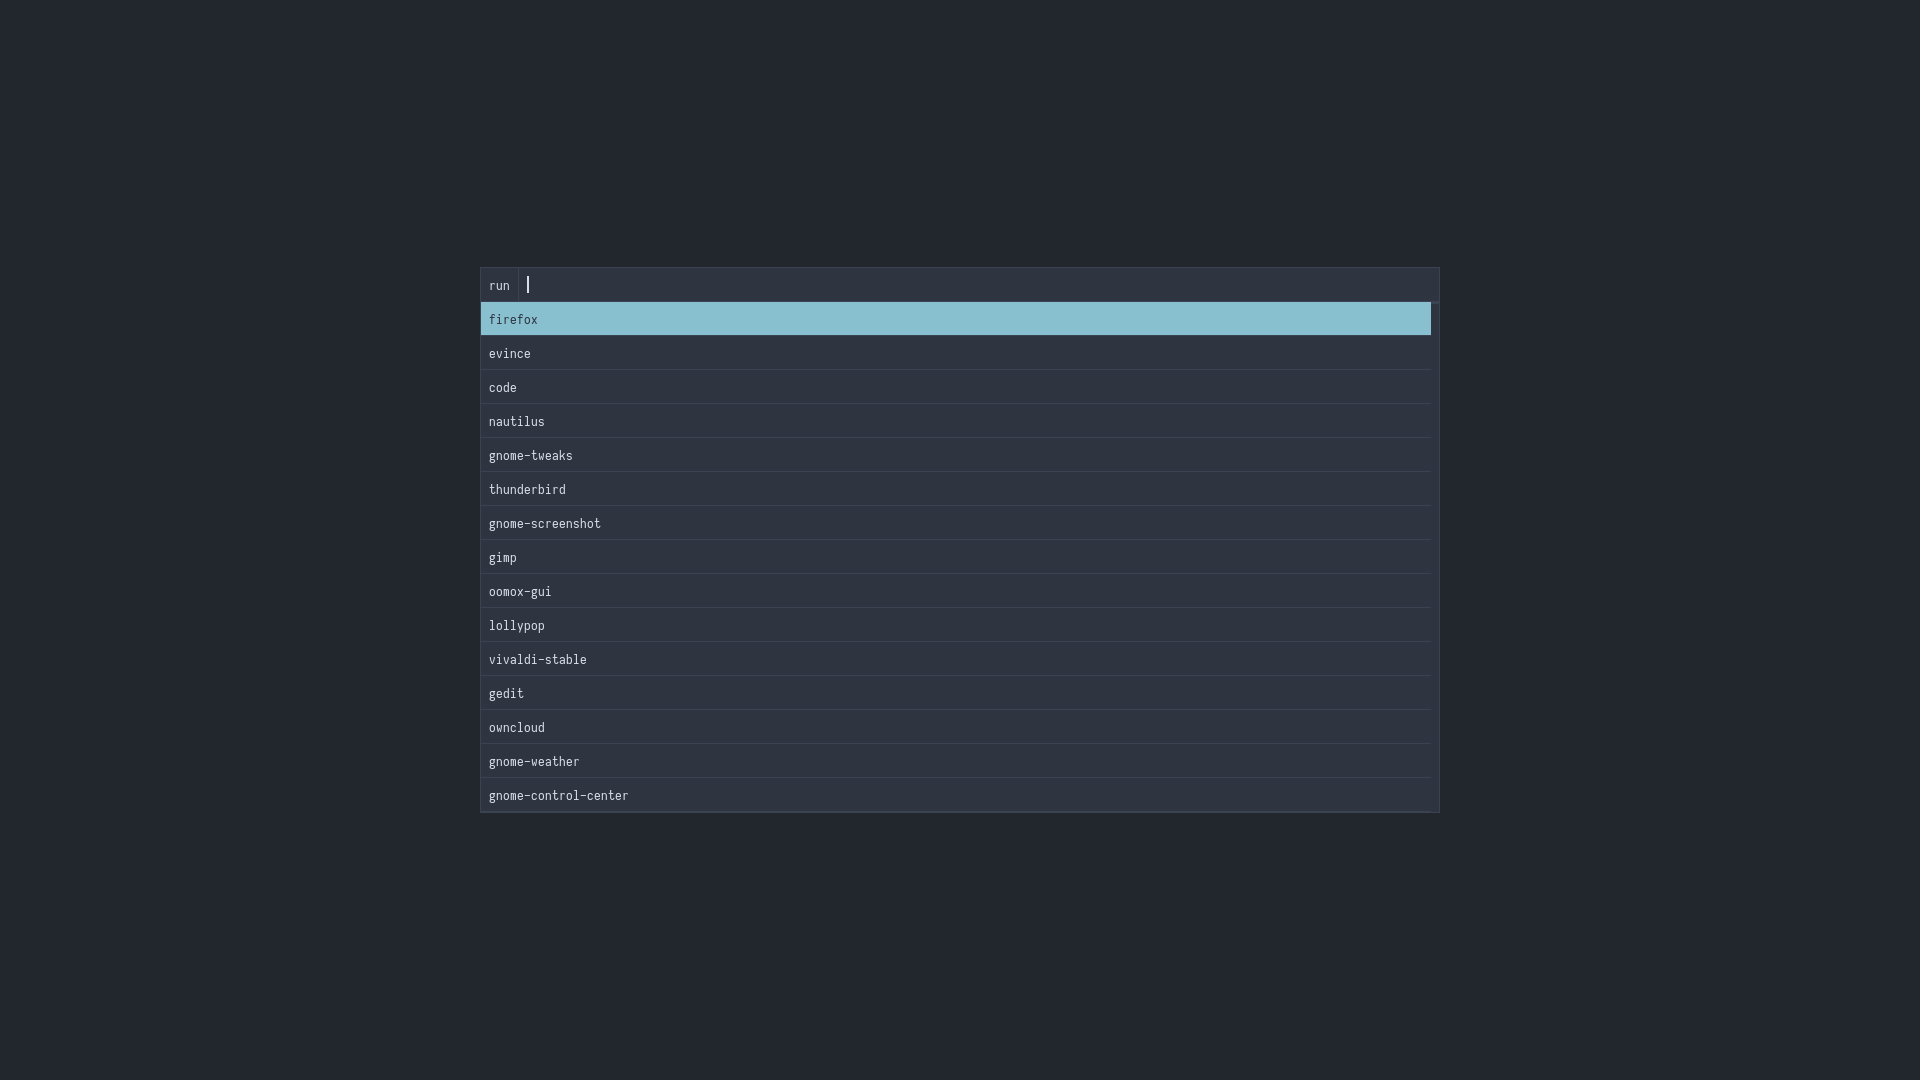 run
firefox
evince
code
nautilus
gnome-tweaks
thunderbird
gnome-screenshot
gimp
oomox-gui
lollypop
vivaldi-stable
gedit
owncloud
gnome-weather
gnome-control-center